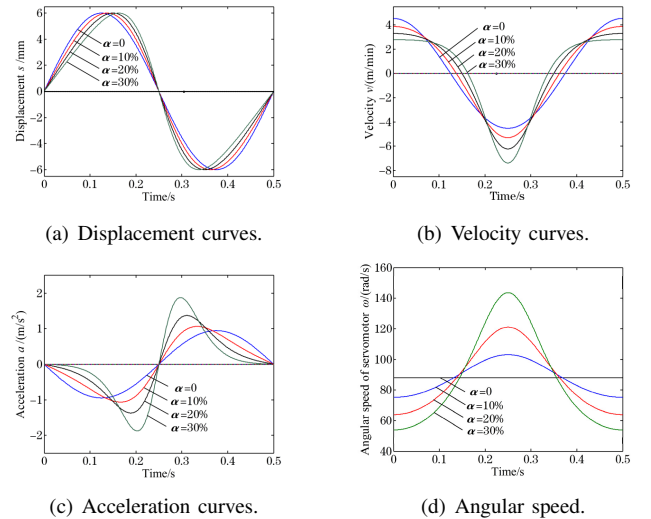 6
4
2
0
−2
−4
−6
Displacement s /mm
α=0
α=10%
α=20%
α=30%
0 0.1 0.2 0.3 0.4 0.5
Time/s
(a) Displacement curves.
4
2
0
−2
−4
−6
−8
Velocity v/(m/min)
α=0
α=10%
α=20%
α=30%
0 0.1 0.2 0.3 0.4 0.5
Time/s
(b) Velocity curves.
2
1
0
−1
−2
Acceleration a /(m/s²)
α=0
α=10%
α=20%
α=30%
0 0.1 0.2 0.3 0.4 0.5
Time/s
(c) Acceleration curves.
160
140
120
100
80
60
40
Angular speed of servomotor ω/(rad/s)
α=0
α=10%
α=20%
α=30%
0 0.1 0.2 0.3 0.4 0.5
Time/s
(d) Angular speed.